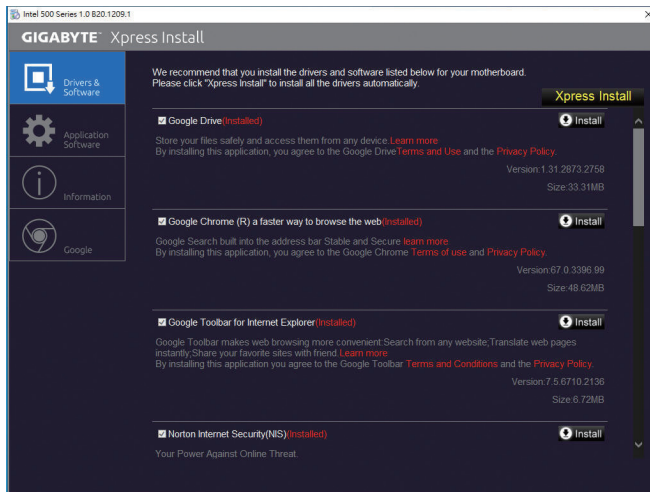 Intel 500 Series 1.0 B20.1209.1
GIGABYTE™ Xpress Install
Drivers &
Software
Application
Software
Information
Google
We recommend that you install the drivers and software listed below for your motherboard.
Please click "Xpress Install" to install all the drivers automatically.
Xpress Install
Google Drive(Installed)
Install
Store your files safely and access them from any device.Learn more
By installing this application, you agree to the Google DriveTerms and Use and the Privacy Policy.
Version:1.31.2873.2758
Size:33.31MB
Google Chrome (R) a faster way to browse the web(Installed)
Install
Google Search built into the address bar Stable and Secure learn more
By installing this application, you agree to the Google Chrome Terms of use and Privacy Policy.
Version:67.0.3396.99
Size:48.62MB
Google Toolbar for Internet Explorer(Installed)
Install
Google Toolbar makes web browsing more convenient.Search from any website;Translate web pages
instantly;Share your favorite sites with friend.Learn more
By installing this application you agree to the Google Toolbar Terms and Conditions and the Privacy Policy.
Version:7.5.6710.2136
Size:6.72MB
Norton Internet Security(NIS)(Installed)
Install
Your Power Against Online Threat.